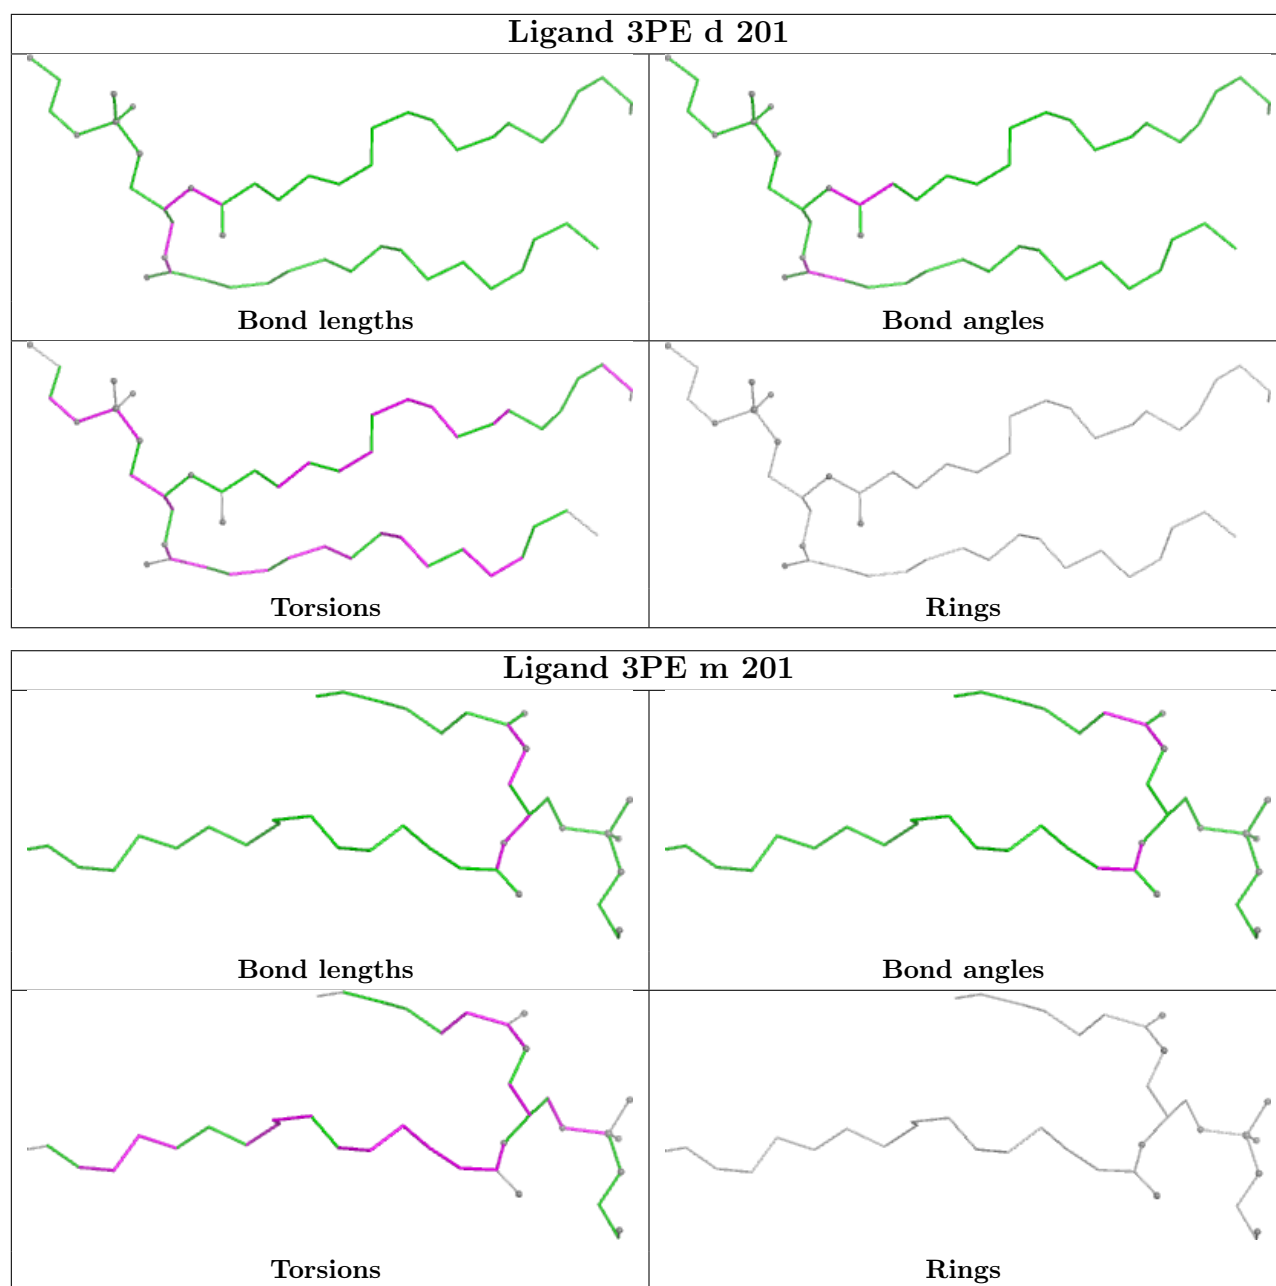 Ligand 3PE d 201
Bond lengths
Bond angles
Torsions
Rings
Ligand 3PE m 201
Bond lengths
Bond angles
Torsions
Rings